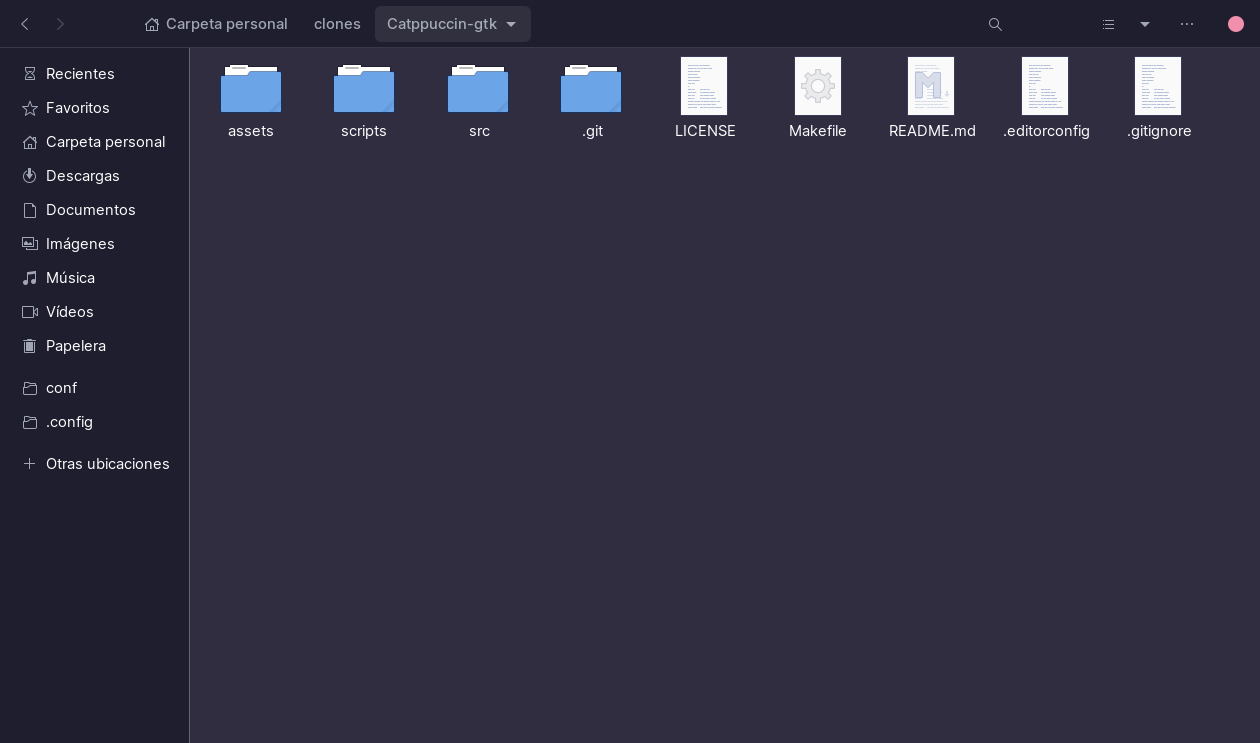 Carpeta personal clones Catppuccin-gtk
Recientes
Favoritos
Carpeta personal
Descargas
Documentos
Imágenes
Música
Vídeos
Papelera
conf
.config
Otras ubicaciones
assets scripts src .git LICENSE Makefile README.md .editorconfig .gitignore